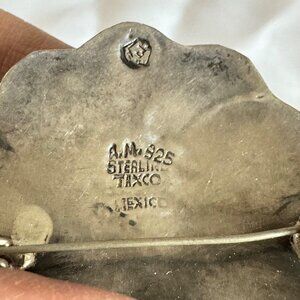 A.M. 925
STERLING
TAXCO
MEXICO